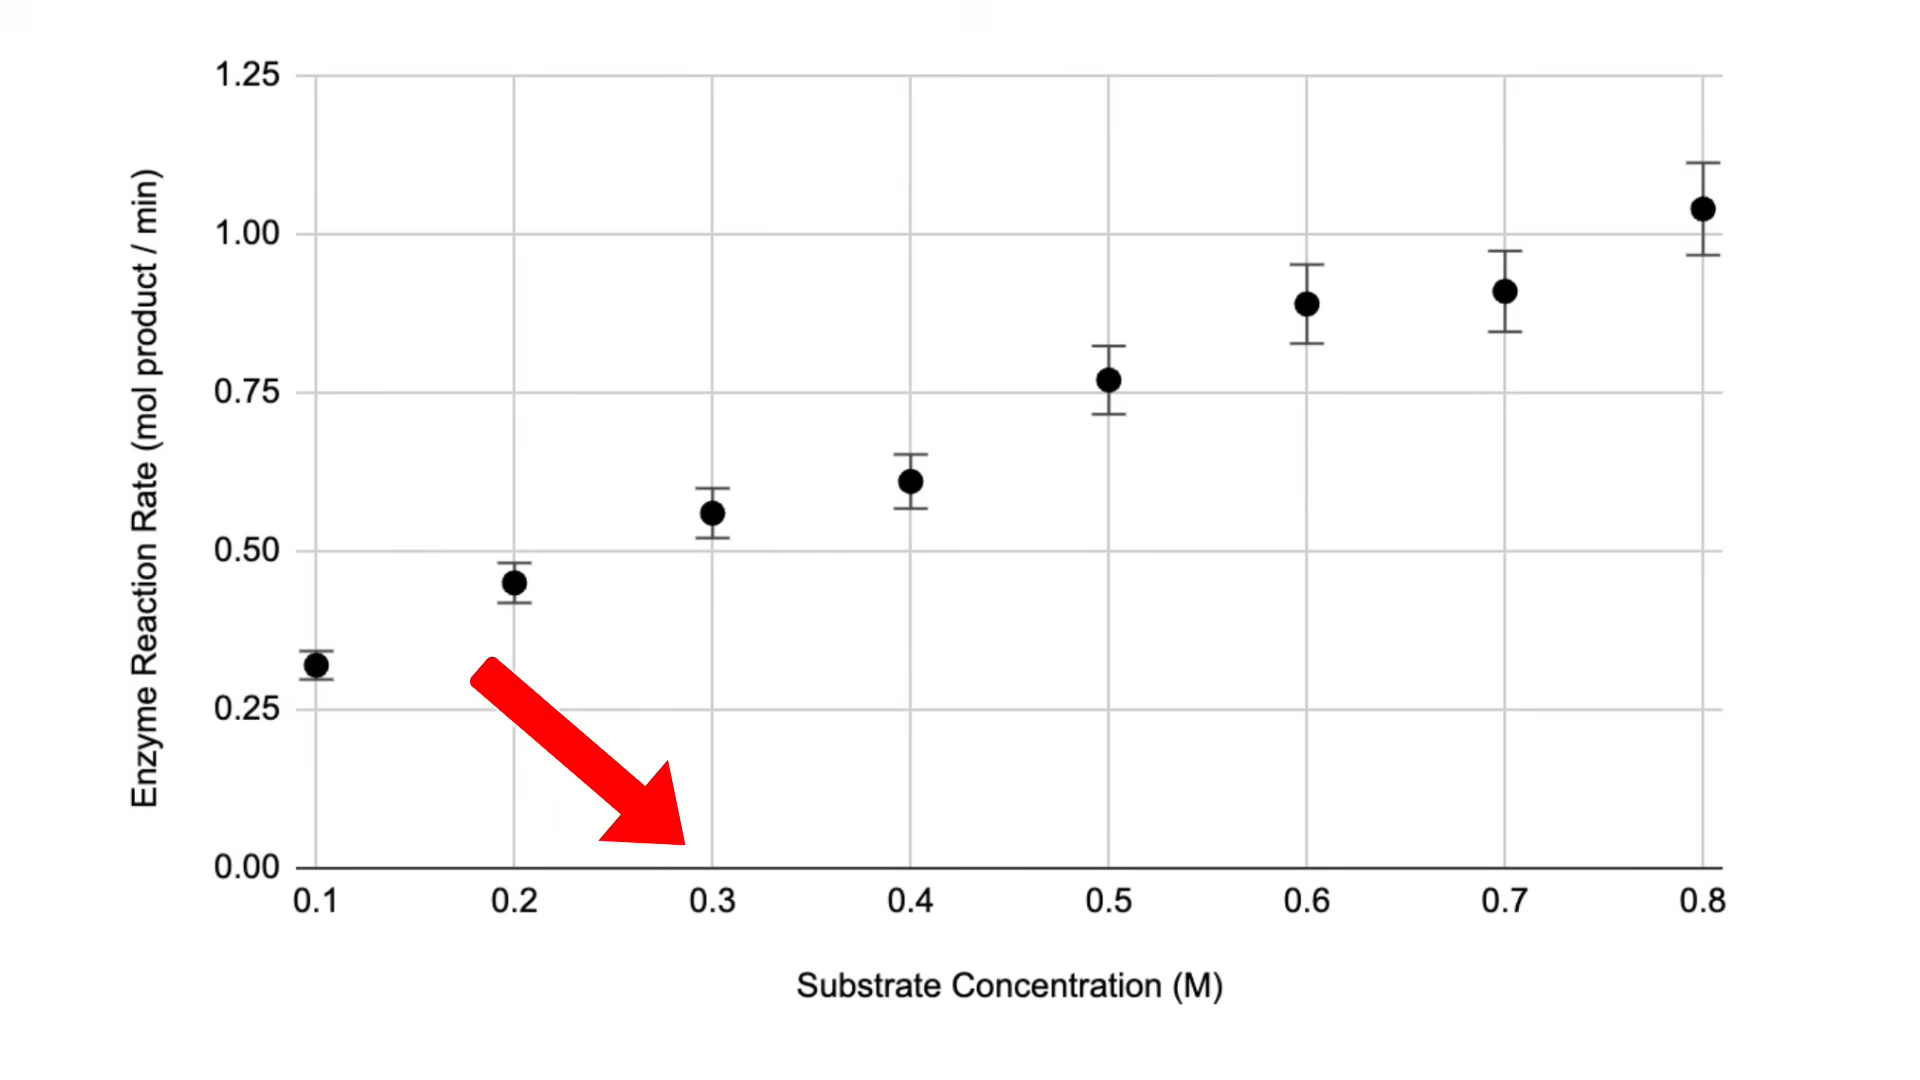 Enzyme Reaction Rate (mol product / min)
1.25
1.00
0.75
0.50
0.25
0.00
0.1 0.2 0.3 0.4 0.5 0.6 0.7 0.8
Substrate Concentration (M)